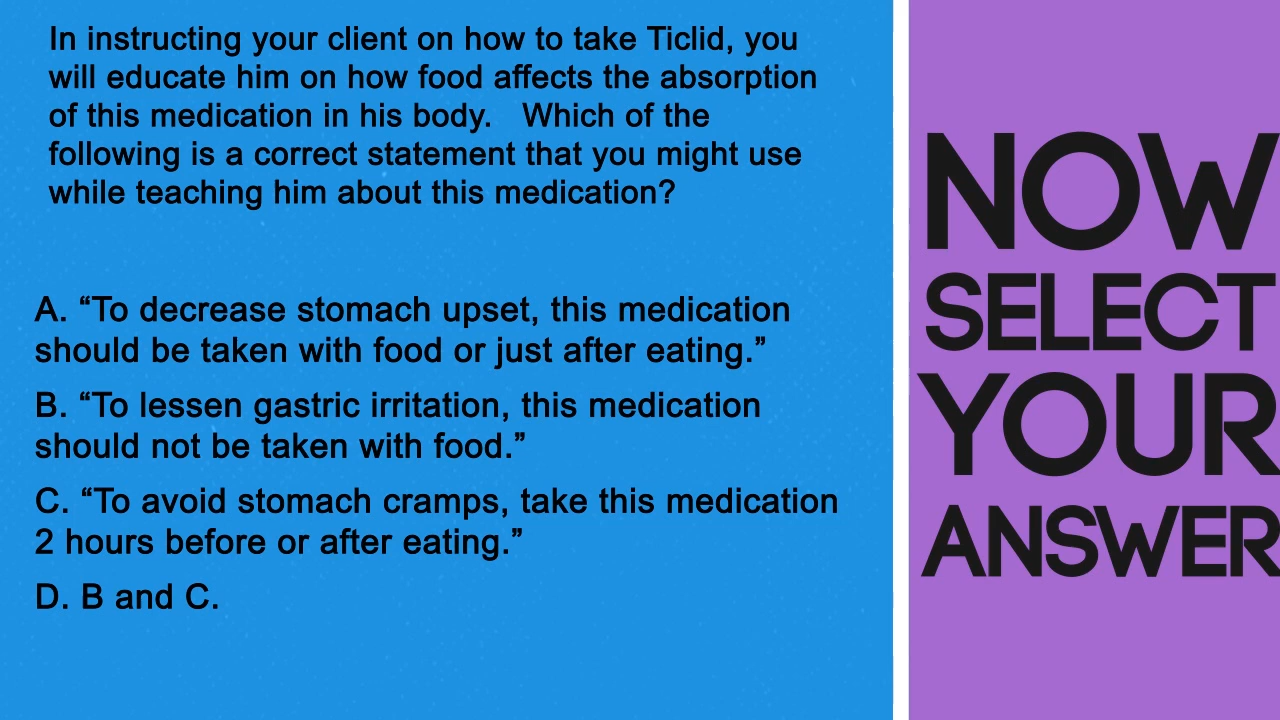 In instructing your client on how to take Ticlid, you
will educate him on how food affects the absorption
of this medication in his body.   Which of the
following is a correct statement that you might use
while teaching him about this medication?
A. “To decrease stomach upset, this medication
should be taken with food or just after eating.”
B. “To lessen gastric irritation, this medication
should not be taken with food.”
C. “To avoid stomach cramps, take this medication
2 hours before or after eating.”
D. B and C.
NOW
SELECT
YOUR
ANSWER